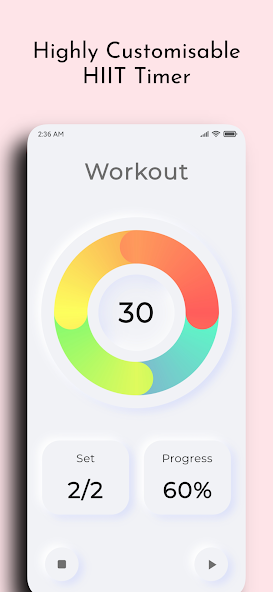 Highly Customisable
HIIT Timer
2:36 AM
Workout
30
Set
Progress
2/2
60%